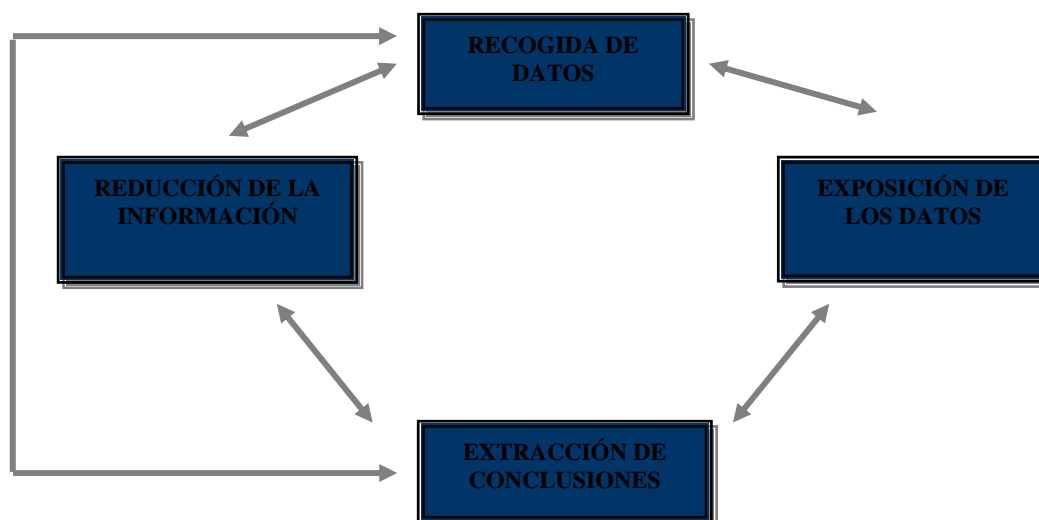 RECOGIDA DE
DATOS
REDUCCIÓN DE LA
INFORMACIÓN
EXPOSICIÓN DE
LOS DATOS
EXTRACCIÓN DE
CONCLUSIONES